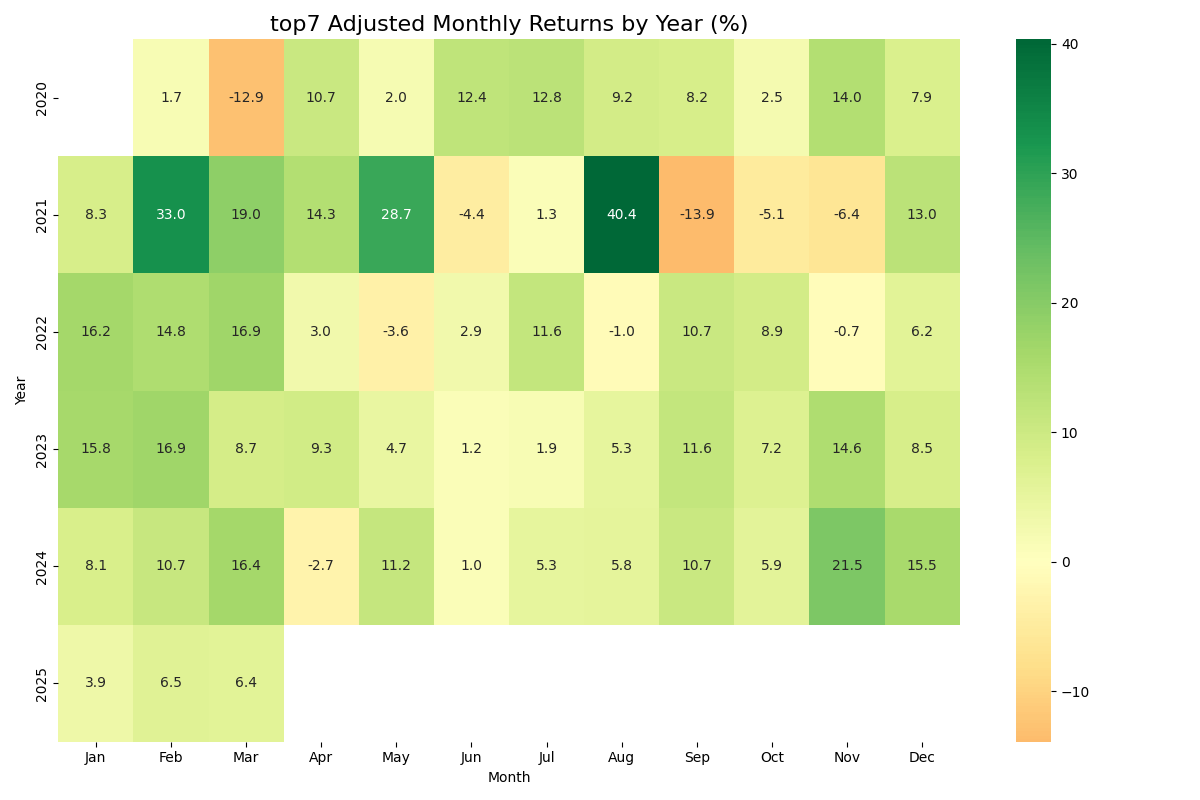 top7 Adjusted Monthly Returns by Year (%)
2020 1.7 -12.9 10.7 2.0 12.4 12.8 9.2 8.2 2.5 14.0 7.9
2021 8.3 33.0 19.0 14.3 28.7 -4.4 1.3 40.4 -13.9 -5.1 -6.4 13.0
2022 16.2 14.8 16.9 3.0 -3.6 2.9 11.6 -1.0 10.7 8.9 -0.7 6.2
2023 15.8 16.9 8.7 9.3 4.7 1.2 1.9 5.3 11.6 7.2 14.6 8.5
2024 8.1 10.7 16.4 -2.7 11.2 1.0 5.3 5.8 10.7 5.9 21.5 15.5
2025 3.9 6.5 6.4
Year
Jan Feb Mar Apr May Jun Jul Aug Sep Oct Nov Dec
Month
40
30
20
10
0
−10